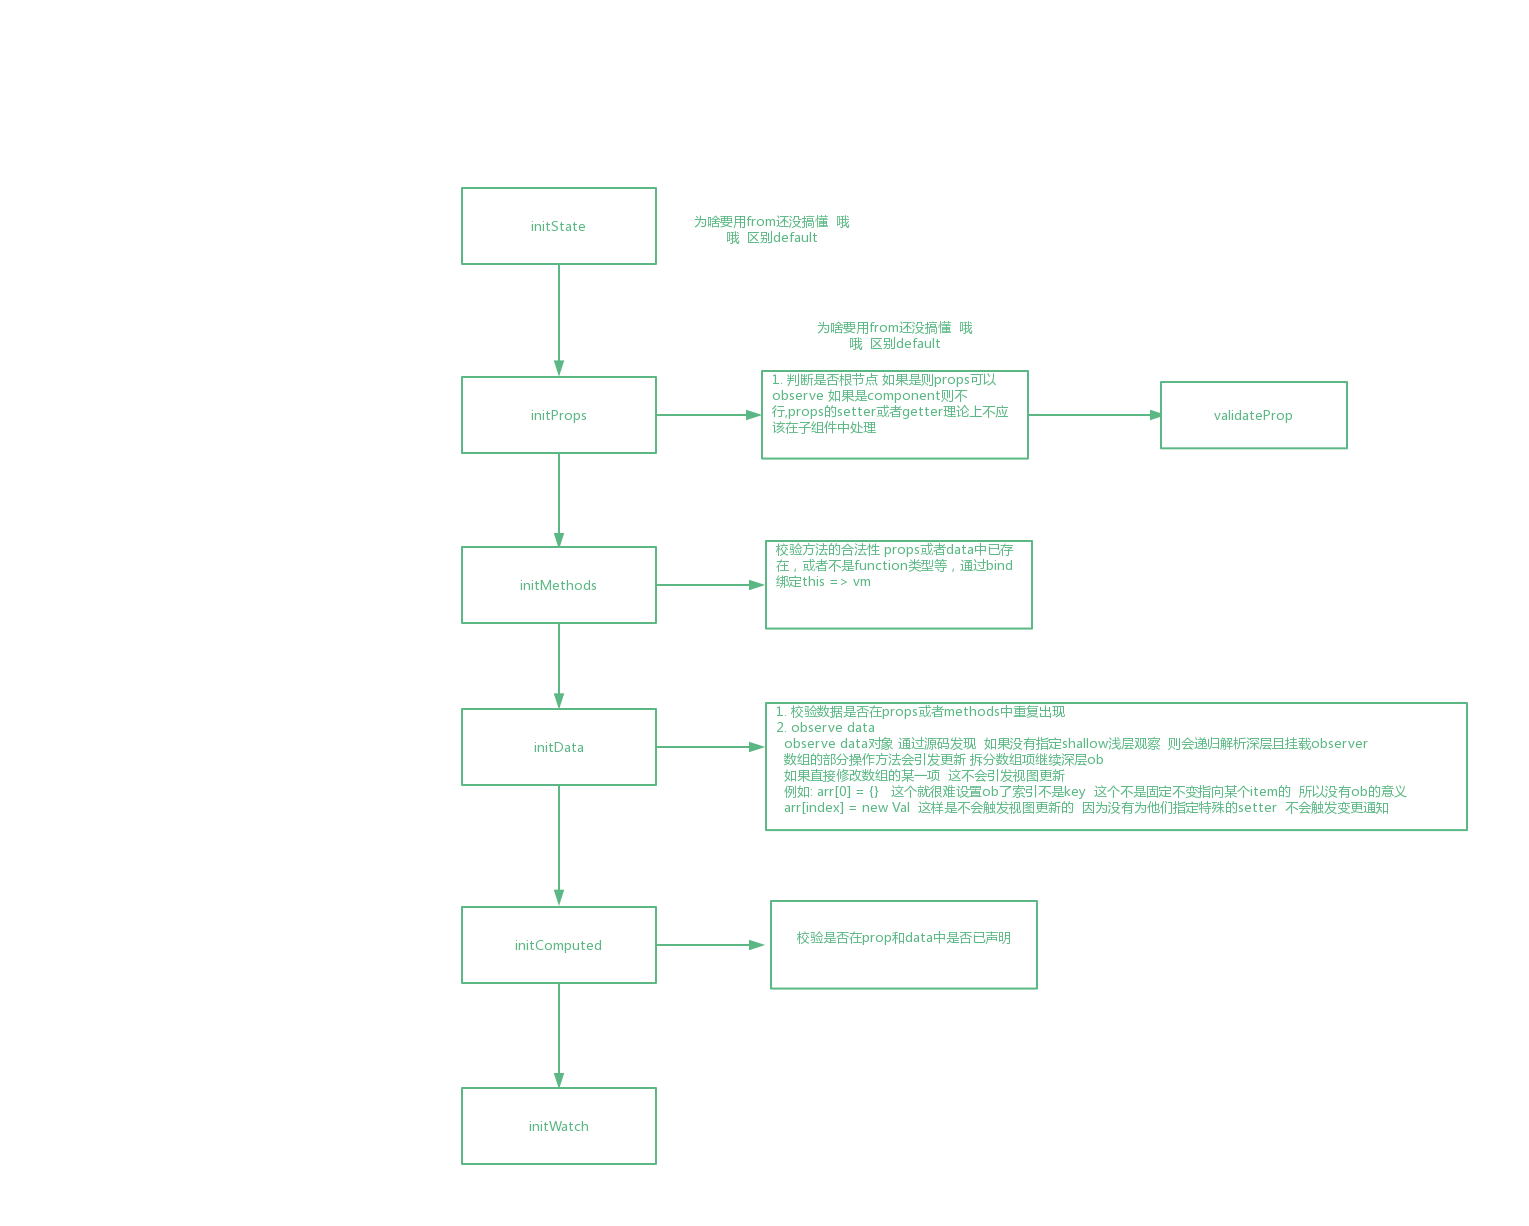 initState
为啥要用from还没搞懂  哦
哦  区别default
为啥要用from还没搞懂  哦
哦  区别default
initProps
1. 判断是否根节点 如果是则props可以
observe 如果是component则不
行,props的setter或者getter理论上不应
该在子组件中处理
validateProp
initMethods
校验方法的合法性 props或者data中已存
在，或者不是function类型等，通过bind
绑定this => vm
initData
1. 校验数据是否在props或者methods中重复出现
2. observe data
observe data对象 通过源码发现  如果没有指定shallow浅层观察  则会递归解析深层且挂载observer
数组的部分操作方法会引发更新 拆分数组项继续深层ob
如果直接修改数组的某一项  这不会引发视图更新
例如: arr[0] = {}   这个就很难设置ob了索引不是key  这个不是固定不变指向某个item的  所以没有ob的意义
arr[index] = new Val  这样是不会触发视图更新的  因为没有为他们指定特殊的setter  不会触发变更通知
initComputed
校验是否在prop和data中是否已声明
initWatch